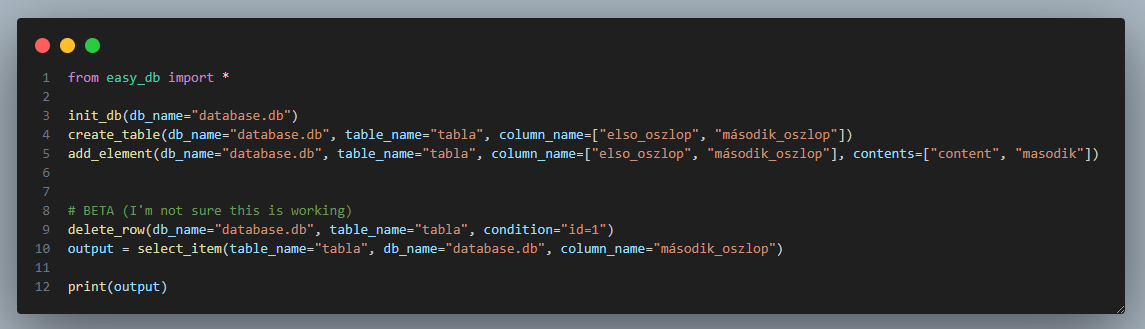 1 from easy_db import *
2
3 init_db(db_name="database.db")
4 create_table(db_name="database.db", table_name="tabla", column_name=["elso_oszlop", "második_oszlop"])
5 add_element(db_name="database.db", table_name="tabla", column_name=["elso_oszlop", "második_oszlop"], contents=["content", "masodik"])
6
7
8 # BETA (I'm not sure this is working)
9 delete_row(db_name="database.db", table_name="tabla", condition="id=1")
10 output = select_item(table_name="tabla", db_name="database.db", column_name="második_oszlop")
11
12 print(output)